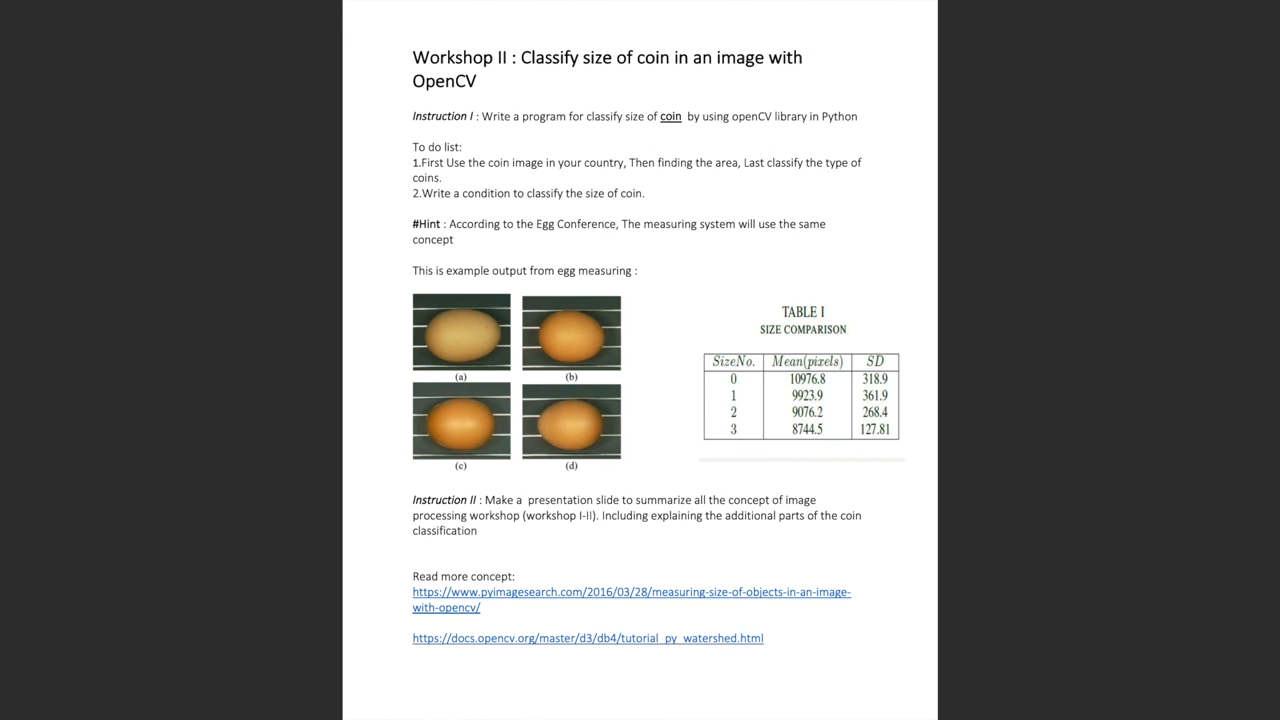 Workshop II : Classify size of coin in an image with
OpenCV
Instruction I : Write a program for classify size of coin by using openCV library in Python
To do list:
1.First Use the coin image in your country, Then finding the area, Last classify the type of
coins.
2.Write a condition to classify the size of coin.
#Hint : According to the Egg Conference, The measuring system will use the same
concept
This is example output from egg measuring :
(a)
(b)
(c)
(d)
TABLE I
SIZE COMPARISON
SizeNo. Mean(pixels) SD
0 10976.8 318.9
1 9923.9 361.9
2 9076.2 268.4
3 8744.5 127.81
Instruction II : Make a presentation slide to summarize all the concept of image
processing workshop (workshop I-II). Including explaining the additional parts of the coin
classification
Read more concept:
https://www.pyimagesearch.com/2016/03/28/measuring-size-of-objects-in-an-image-
with-opencv/
https://docs.opencv.org/master/d3/db4/tutorial_py_watershed.html